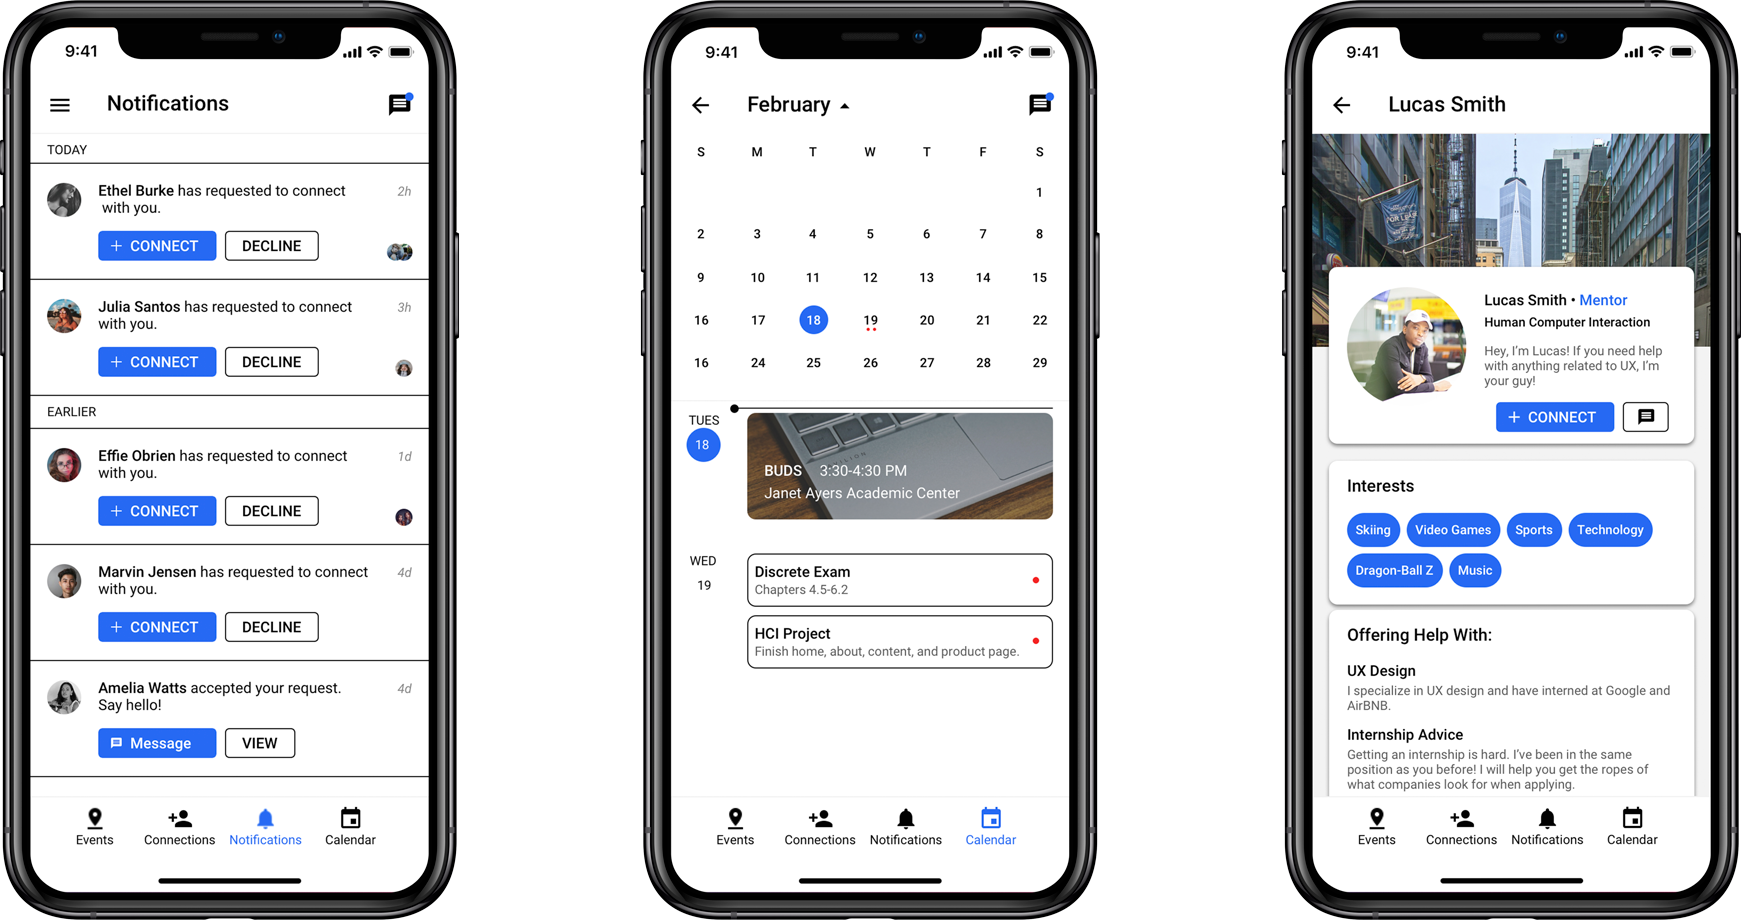 9:41
Notifications
TODAY
Ethel Burke has requested to connect
with you.
2h
+ CONNECT
DECLINE
Julia Santos has requested to connect
with you.
3h
+ CONNECT
DECLINE
EARLIER
Effie Obrien has requested to connect
with you.
1d
+ CONNECT
DECLINE
Marvin Jensen has requested to connect
with you.
4d
+ CONNECT
DECLINE
Amelia Watts accepted your request.
Say hello!
4d
Message
VIEW
Events Connections Notifications Calendar
9:41
February
S M T W T F S
1
2 3 4 5 6 7 8
9 10 11 12 13 14 15
16 17 18 19 20 21 22
16 24 25 26 27 28 29
TUES
18
BUDS 3:30-4:30 PM
Janet Ayers Academic Center
WED
19
Discrete Exam
Chapters 4.5-6.2
HCI Project
Finish home, about, content, and product page.
Events Connections Notifications Calendar
9:41
Lucas Smith
FOR LEASE
Lucas Smith • Mentor
Human Computer Interaction
Hey, I'm Lucas! If you need help
with anything related to UX, I'm
your guy!
+ CONNECT
Interests
Skiing Video Games Sports Technology
Dragon-Ball Z Music
Offering Help With:
UX Design
I specialize in UX design and have interned at Google and
AirBNB.
Internship Advice
Getting an internship is hard. I've been in the same
position as you before! I will help you get the ropes of
what companies look for when applying.
Events Connections Notifications Calendar